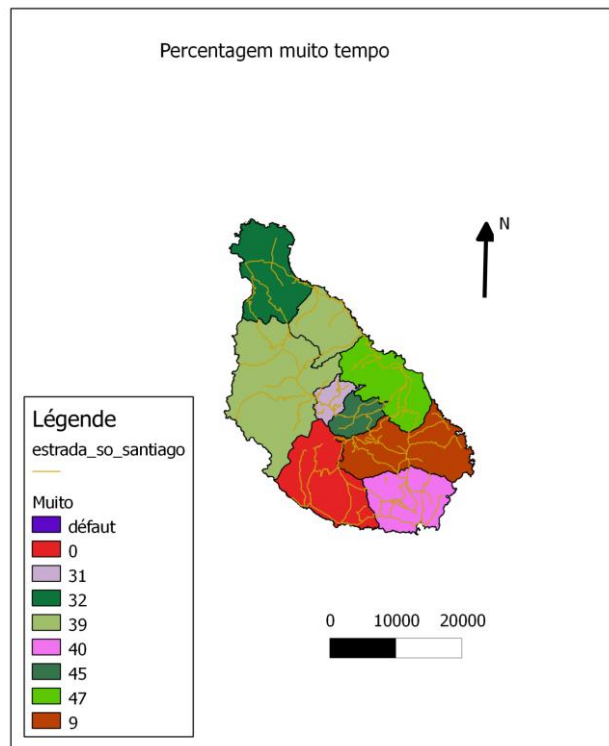 Percentagem muito tempo
N
Légende
estrada_so_santiago
Muito
défaut
0
31
32
39
40
45
47
9
0 10000 20000